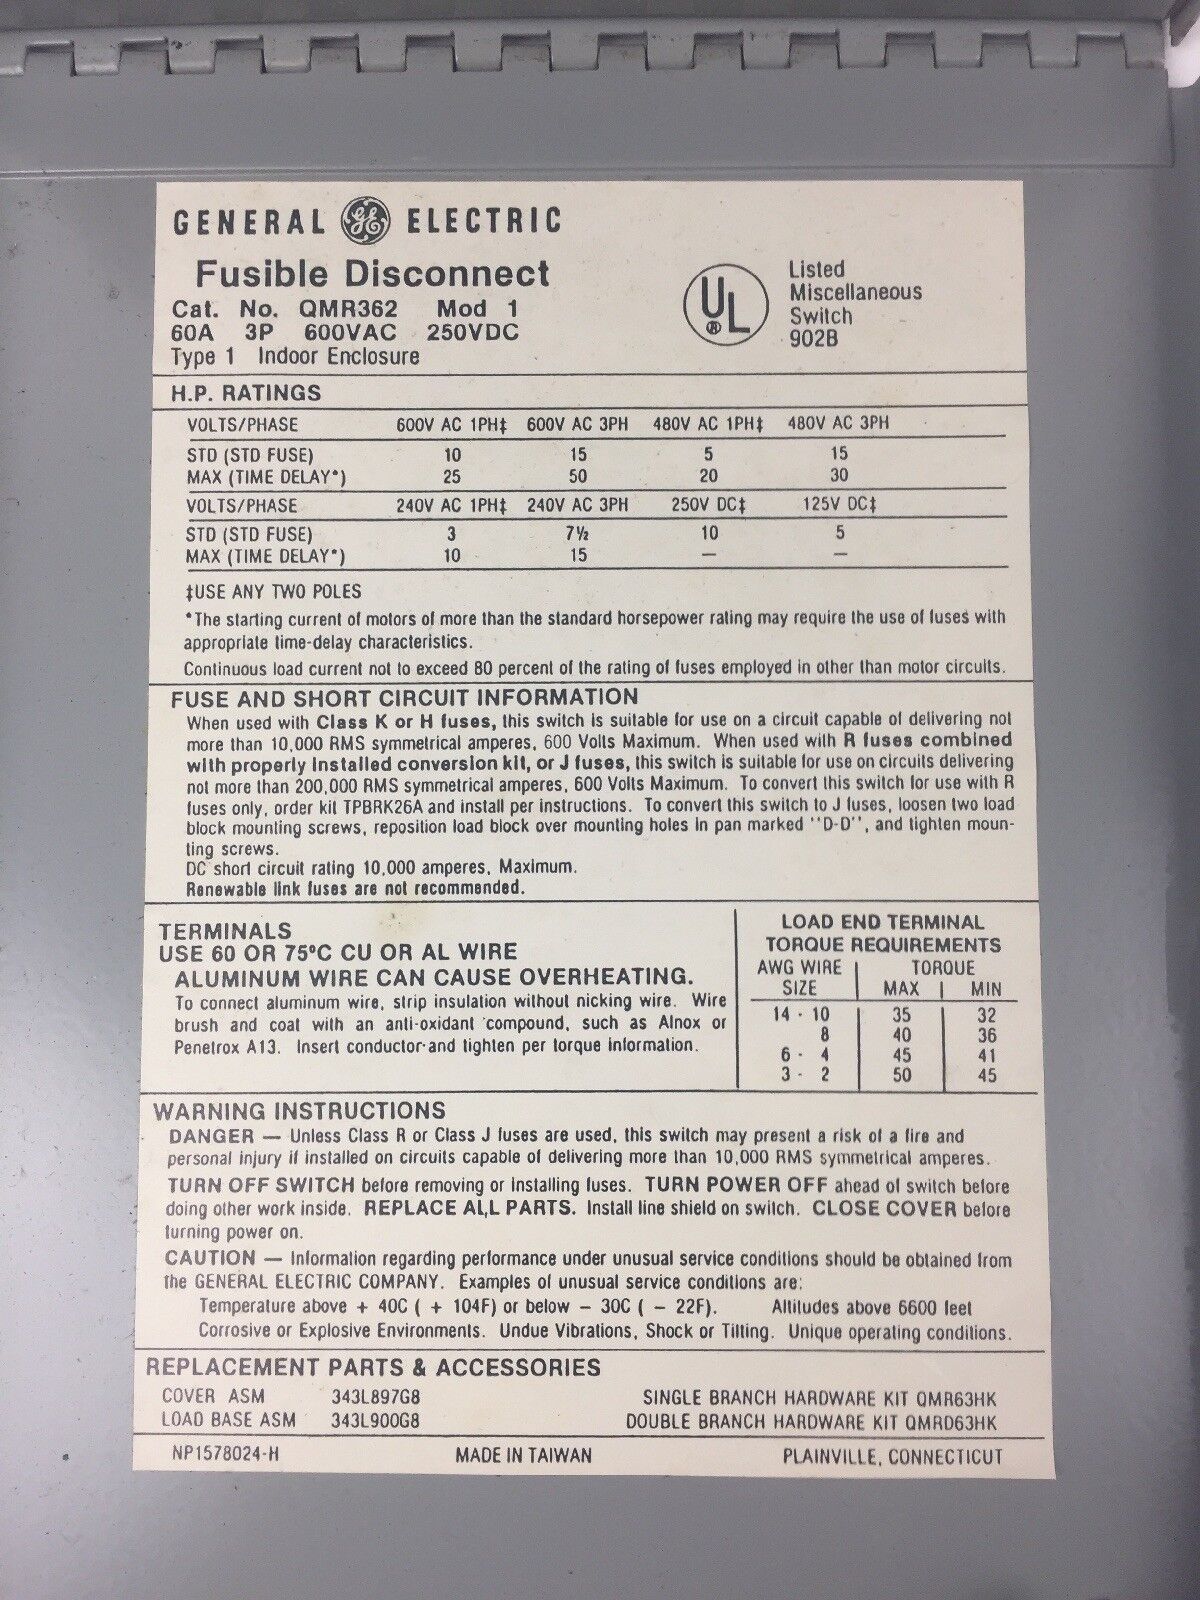 GENERAL GE ELECTRIC
Fusible Disconnect
Cat. No. QMR362 Mod 1
60A 3P 600VAC 250VDC
Type 1 Indoor Enclosure
UL ®
Listed
Miscellaneous
Switch
902B
H.P. RATINGS
VOLTS/PHASE 600V AC 1PH‡ 600V AC 3PH 480V AC 1PH‡ 480V AC 3PH
STD (STD FUSE) 10 15 5 15
MAX (TIME DELAY*) 25 50 20 30
VOLTS/PHASE 240V AC 1PH‡ 240V AC 3PH 250V DC‡ 125V DC‡
STD (STD FUSE) 3 7½ 10 5
MAX (TIME DELAY*) 10 15 — —
‡USE ANY TWO POLES
*The starting current of motors of more than the standard horsepower rating may require the use of fuses with
appropriate time-delay characteristics.
Continuous load current not to exceed 80 percent of the rating of fuses employed in other than motor circuits.
FUSE AND SHORT CIRCUIT INFORMATION
When used with Class K or H fuses, this switch is suitable for use on a circuit capable of delivering not
more than 10,000 RMS symmetrical amperes, 600 Volts Maximum. When used with R fuses combined
with properly installed conversion kit, or J fuses, this switch is suitable for use on circuits delivering
not more than 200,000 RMS symmetrical amperes, 600 Volts Maximum. To convert this switch for use with R
fuses only, order kit TPBRK26A and install per instructions. To convert this switch to J fuses, loosen two load
block mounting screws, reposition load block over mounting holes in pan marked "D-D", and tighten moun-
ting screws.
DC short circuit rating 10,000 amperes, Maximum.
Renewable link fuses are not recommended.
TERMINALS
USE 60 OR 75°C CU OR AL WIRE
ALUMINUM WIRE CAN CAUSE OVERHEATING.
To connect aluminum wire, strip insulation without nicking wire. Wire
brush and coat with an anti-oxidant compound, such as Alnox or
Penetrox A13. Insert conductor and tighten per torque information.
LOAD END TERMINAL
TORQUE REQUIREMENTS
AWG WIRE TORQUE
SIZE MAX MIN
14 - 10 35 32
8 40 36
6 - 4 45 41
3 - 2 50 45
WARNING INSTRUCTIONS
DANGER — Unless Class R or Class J fuses are used, this switch may present a risk of a fire and
personal injury if installed on circuits capable of delivering more than 10,000 RMS symmetrical amperes.
TURN OFF SWITCH before removing or installing fuses. TURN POWER OFF ahead of switch before
doing other work inside. REPLACE ALL PARTS. Install line shield on switch. CLOSE COVER before
turning power on.
CAUTION — Information regarding performance under unusual service conditions should be obtained from
the GENERAL ELECTRIC COMPANY. Examples of unusual service conditions are:
Temperature above + 40C ( + 104F) or below - 30C ( - 22F). Altitudes above 6600 feet
Corrosive or Explosive Environments. Undue Vibrations, Shock or Tilting. Unique operating conditions.
REPLACEMENT PARTS & ACCESSORIES
COVER ASM 343L897G8 SINGLE BRANCH HARDWARE KIT QMR63HK
LOAD BASE ASM 343L900G8 DOUBLE BRANCH HARDWARE KIT QMRD63HK
NP1578024-H MADE IN TAIWAN PLAINVILLE, CONNECTICUT